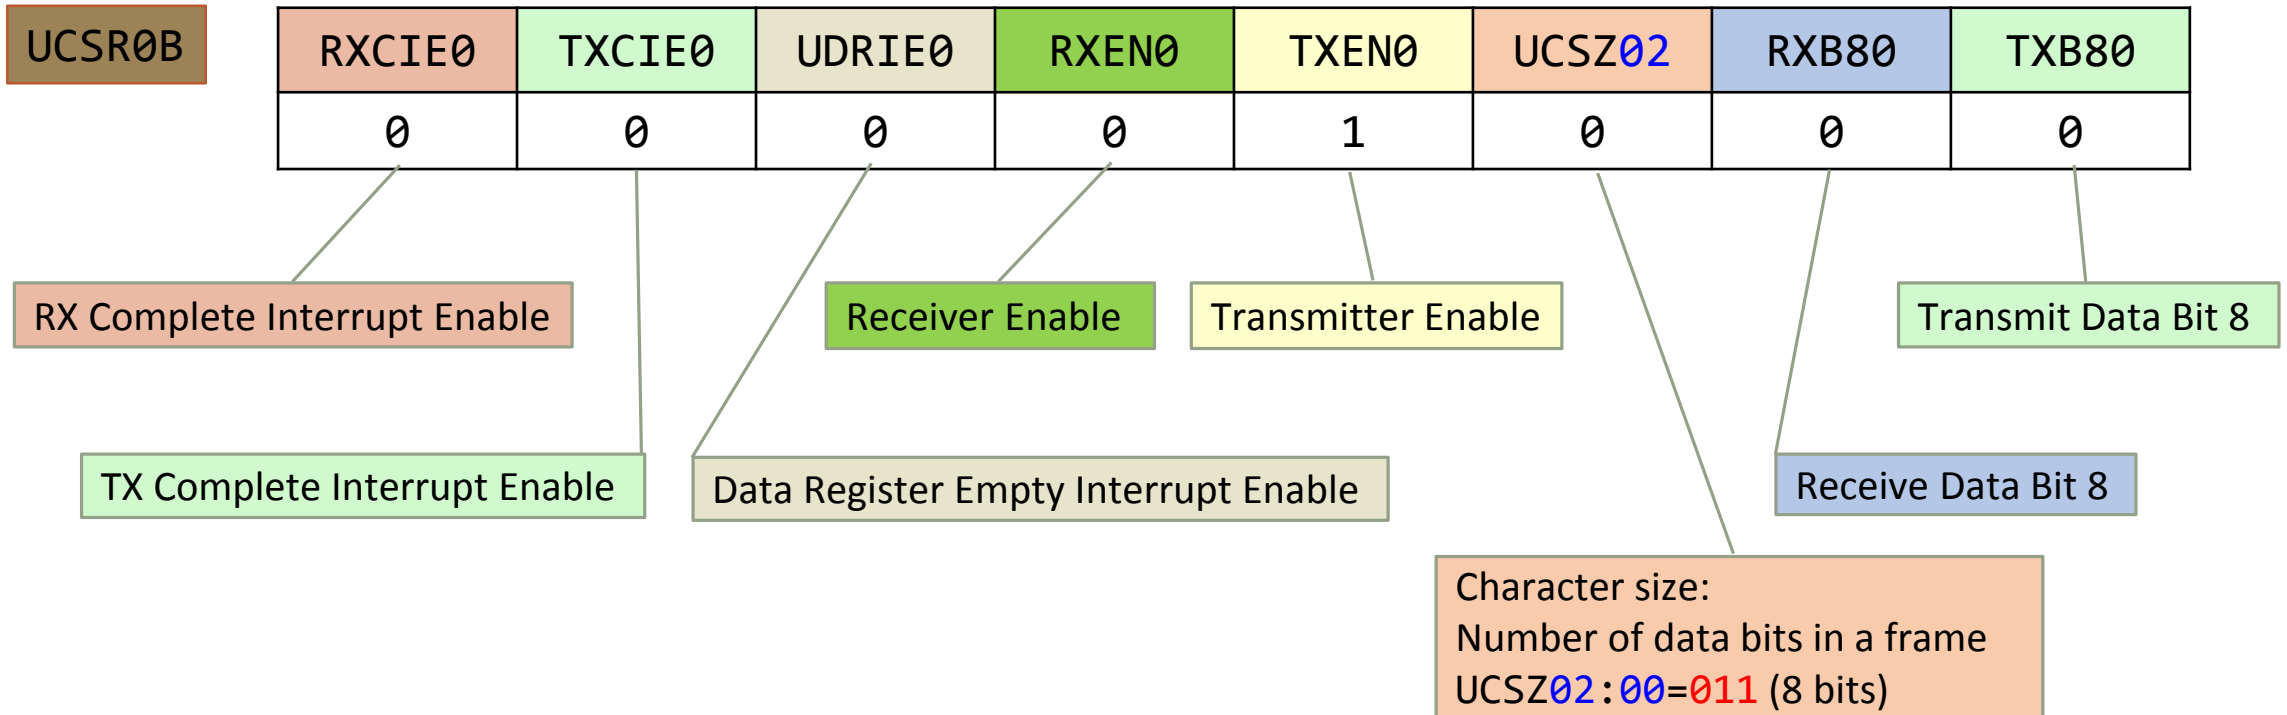 UCSR0B
RXCIE0 TXCIE0 UDRIE0 RXEN0 TXEN0 UCSZ02 RXB80 TXB80
0 0 0 0 1 0 0 0
RX Complete Interrupt Enable
Receiver Enable
Transmitter Enable
Transmit Data Bit 8
TX Complete Interrupt Enable
Data Register Empty Interrupt Enable
Receive Data Bit 8
Character size:
Number of data bits in a frame
UCSZ02:00=011 (8 bits)